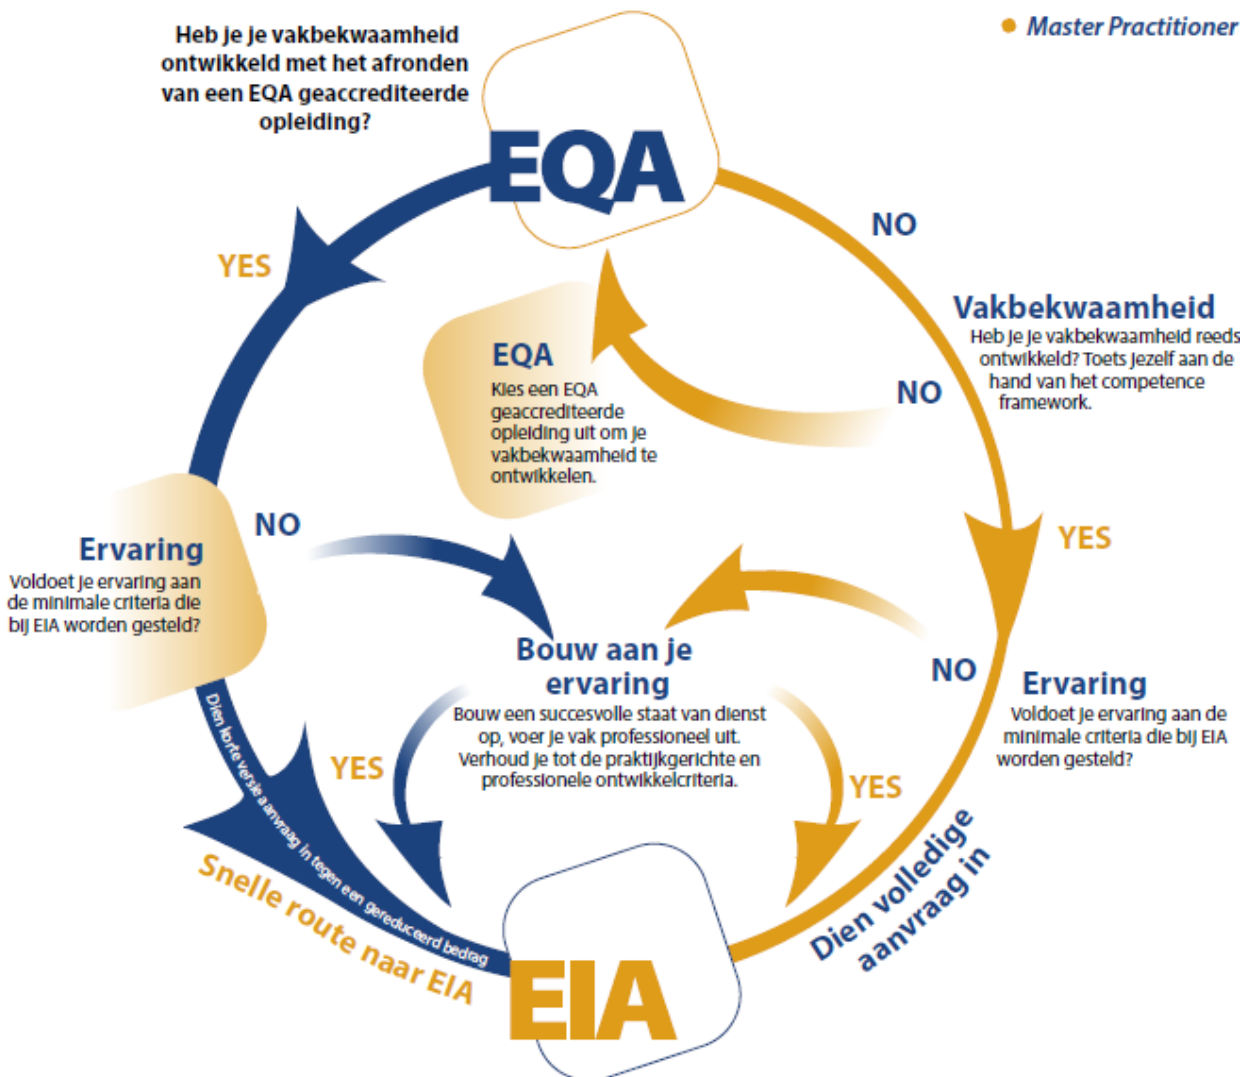 Heb je je vakbekwaamheid
ontwikkeld met het afronden
van een EQA geaccrediteerde
opleiding?
Master Practitioner
EQA
NO
YES
Vakbekwaamheid
Heb je je vakbekwaamheid reeds
ontwikkeld? Toets jezelf aan de
hand van het competence
framework.
EQA
Kies een EQA
geaccrediteerde
opleiding uit om je
vakbekwaamheid te
ontwikkelen.
NO
NO
YES
Ervaring
Voldoet je ervaring aan
de minimale criteria die
bij EIA worden gesteld?
Bouw aan je
ervaring
Bouw een succesvolle staat van dienst
op, voer je vak professioneel uit.
Verhoud je tot de praktijkgerichte en
professionele ontwikkelcriteria.
NO
Ervaring
Voldoet je ervaring aan de
minimale criteria die bij EIA
worden gesteld?
YES
YES
Dien korte versie aanvraag in tegen een gereduceerd bedrag
Snelle route naar EIA
Dien volledige
aanvraag in
EIA